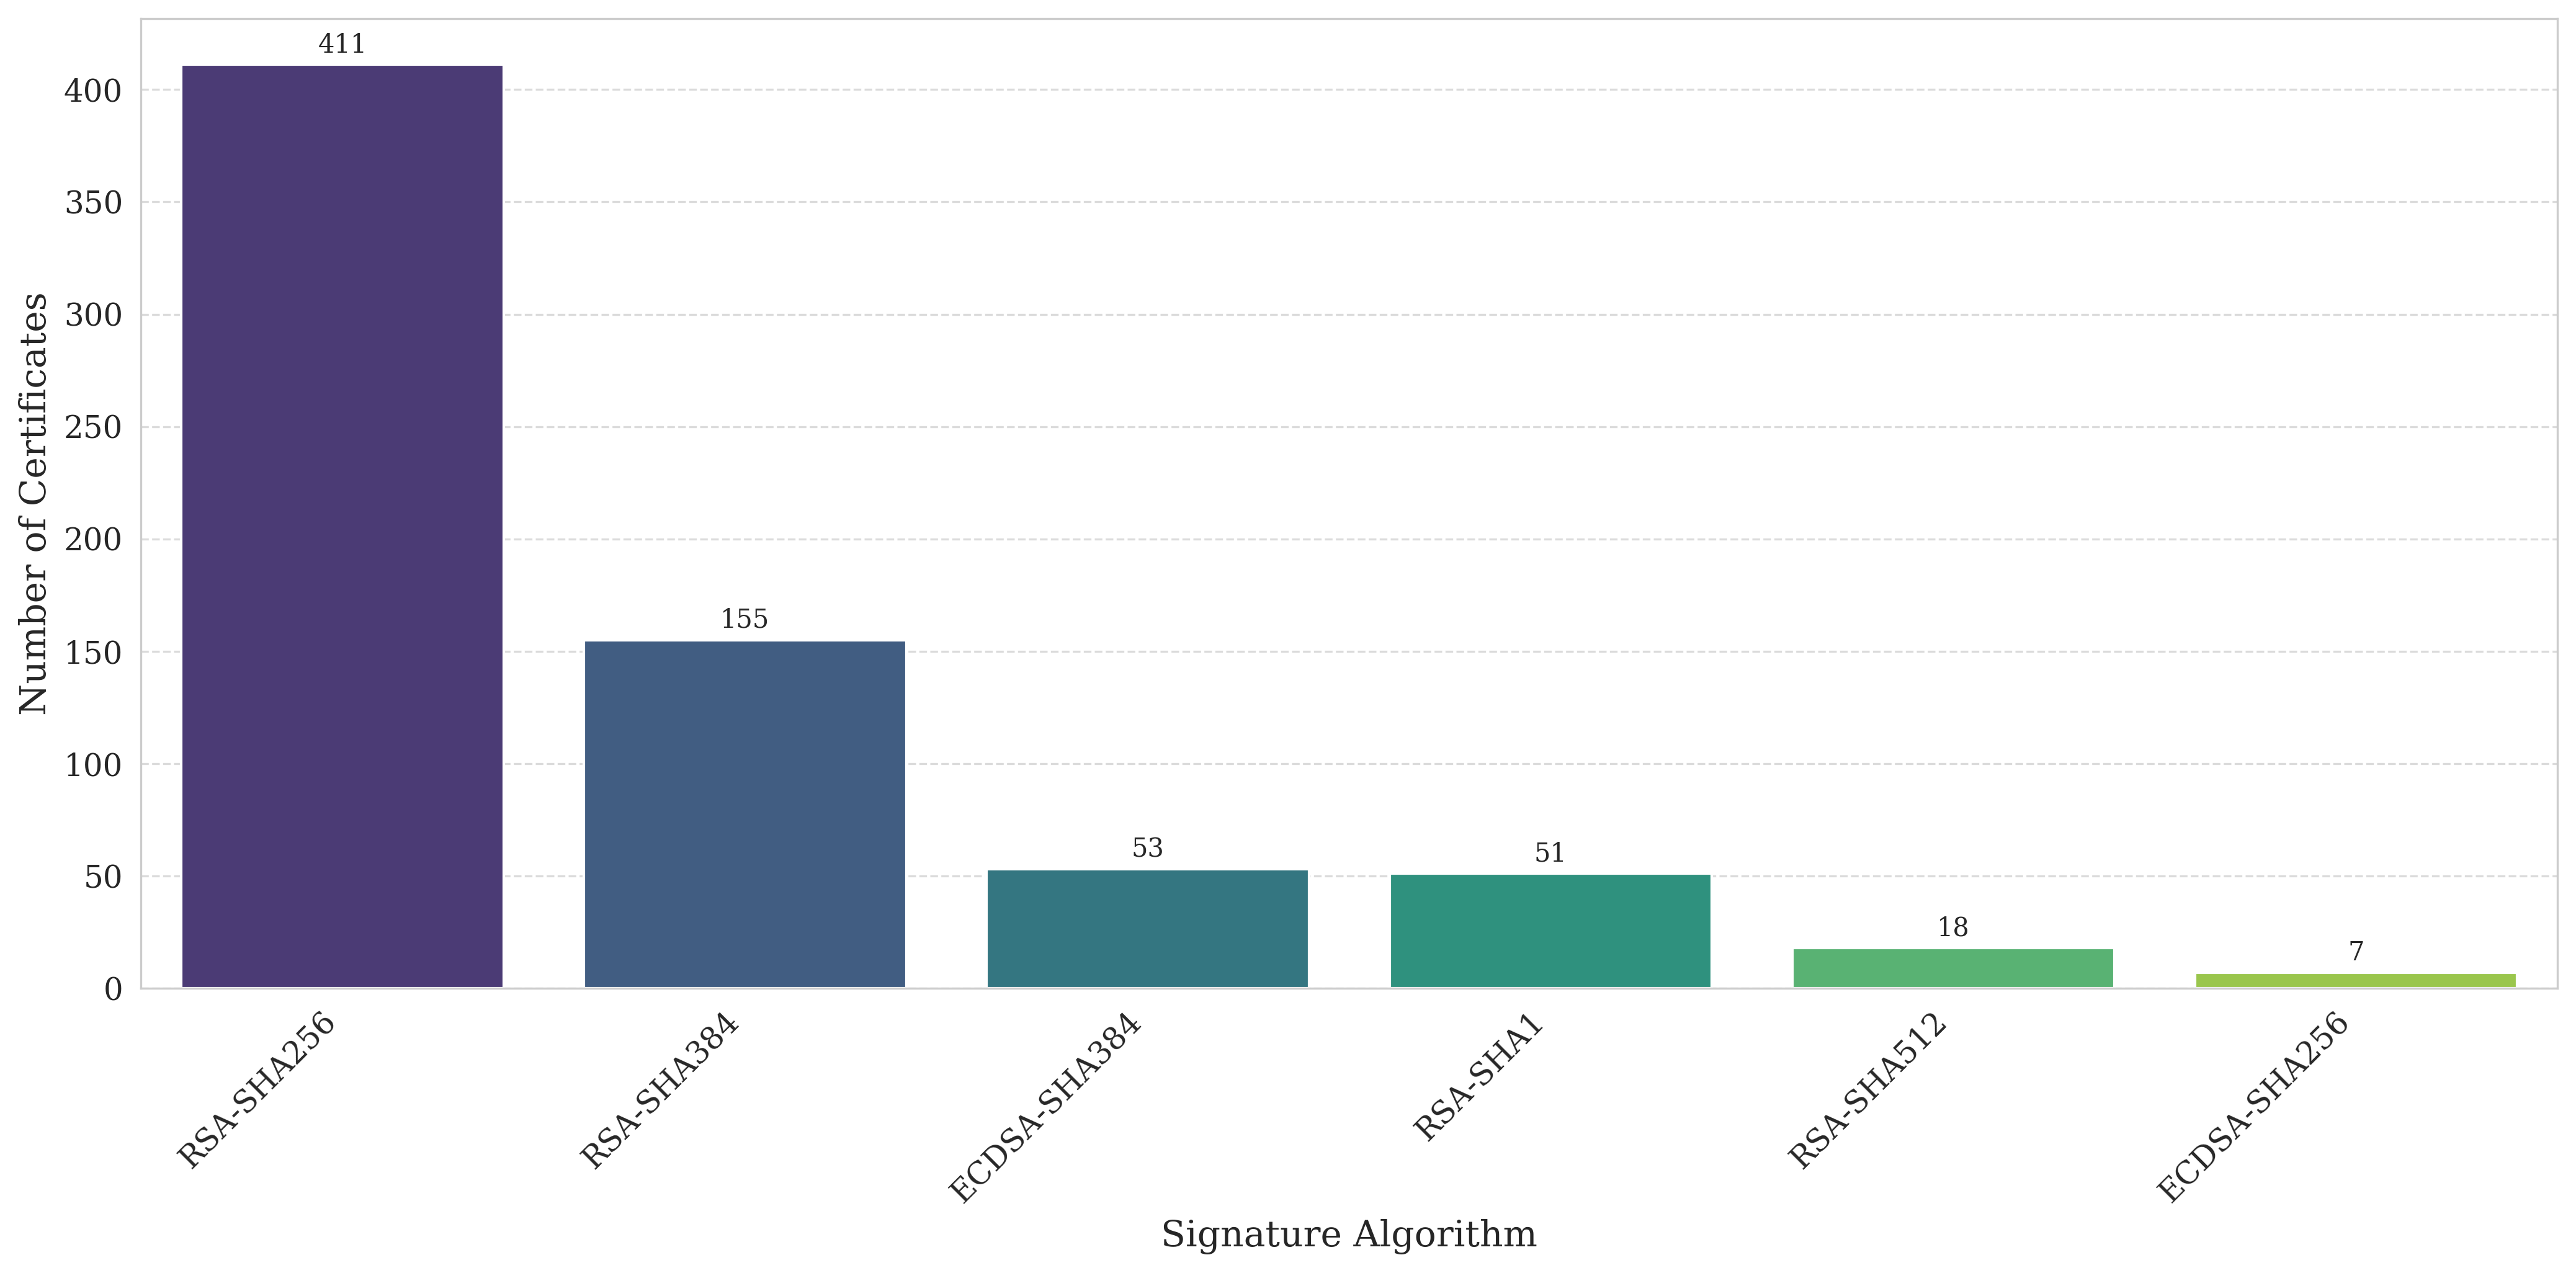 411
400
350
300
250
200
150
100
50
0
155
53
51
18
7
Number of Certificates
RSA-SHA256
RSA-SHA384
ECDSA-SHA384
RSA-SHA1
RSA-SHA512
ECDSA-SHA256
Signature Algorithm